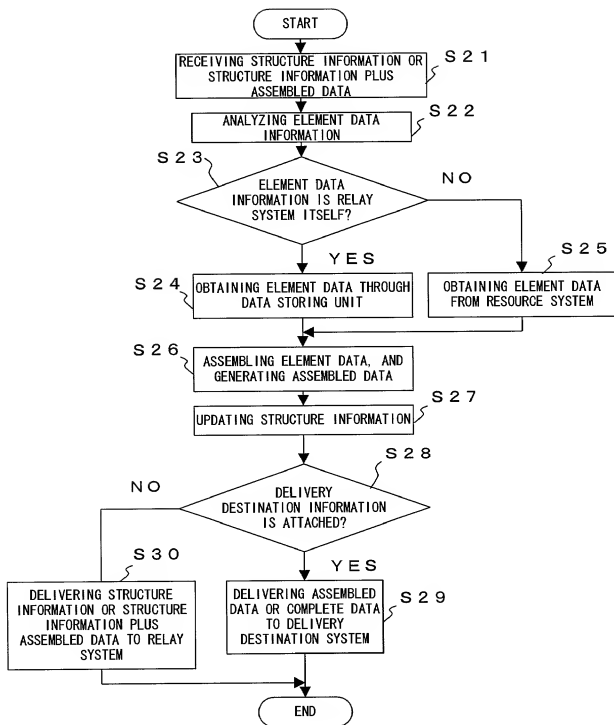 START
RECEIVING STRUCTURE INFORMATION OR
STRUCTURE INFORMATION PLUS
ASSEMBLED DATA
S21
ANALYZING ELEMENT DATA
INFORMATION
S22
S23
ELEMENT DATA
INFORMATION IS RELAY
SYSTEM ITSELF?
NO
YES
S24
OBTAINING ELEMENT DATA THROUGH
DATA STORING UNIT
S25
OBTAINING ELEMENT DATA
FROM RESOURCE SYSTEM
S26
ASSEMBLING ELEMENT DATA, AND
GENERATING ASSEMBLED DATA
S27
UPDATING STRUCTURE INFORMATION
S28
DELIVERY
DESTINATION INFORMATION
IS ATTACHED?
NO
YES
S30
DELIVERING STRUCTURE
INFORMATION OR STRUCTURE
INFORMATION PLUS
ASSEMBLED DATA TO RELAY
SYSTEM
DELIVERING ASSEMBLED
DATA OR COMPLETE DATA
TO DELIVERY
DESTINATION SYSTEM
S29
END